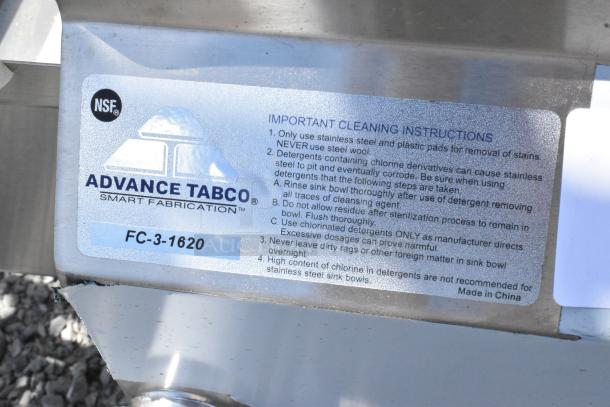 NSF®
ADVANCE TABCO®
SMART FABRICATION™
FC-3-1620
IMPORTANT CLEANING INSTRUCTIONS
1. Only use stainless steel and plastic pads for removal of stains.
NEVER use steel wool.
2. Detergents containing chlorine derivatives can cause stainless
steel to pit and eventually corrode. Be sure when using
detergents that the following steps are taken.
A. Rinse sink bowl thoroughly after use of detergent removing
all traces of cleansing agent.
B. Do not allow residue after sterilization process to remain in
bowl. Flush thoroughly.
C. Use chlorinated detergents ONLY as manufacturer directs.
Excessive dosages can prove harmful.
3. Never leave dirty rags or other foreign matter in sink bowl
overnight.
4. High content of chlorine in detergents are not recommended for
stainless steel sink bowls.
Made in China